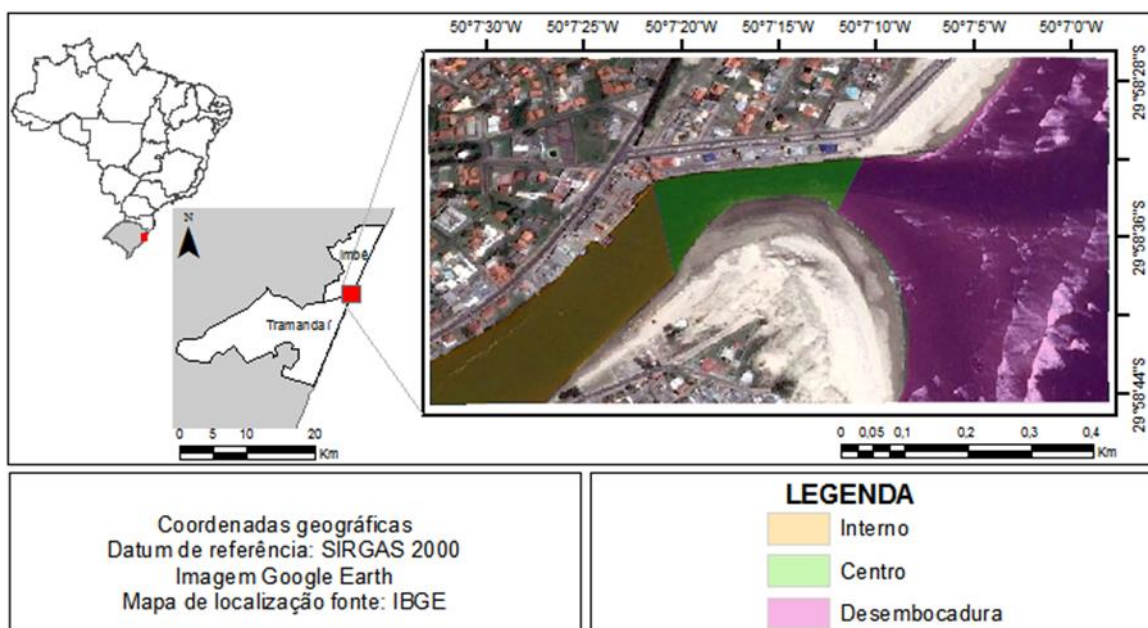 50°7'30"W 50°7'25"W 50°7'20"W 50°7'15"W 50°7'10"W 50°7'5"W 50°7'0"W
29°58'28"S
29°58'36"S
29°58'44"S
N
Imbé
Tramandaí
0 5 10 20
Km
0 0,05 0,1 0,2 0,3 0,4
Km
Coordenadas geográficas
Datum de referência: SIRGAS 2000
Imagem Google Earth
Mapa de localização fonte: IBGE
LEGENDA
Interno
Centro
Desembocadura